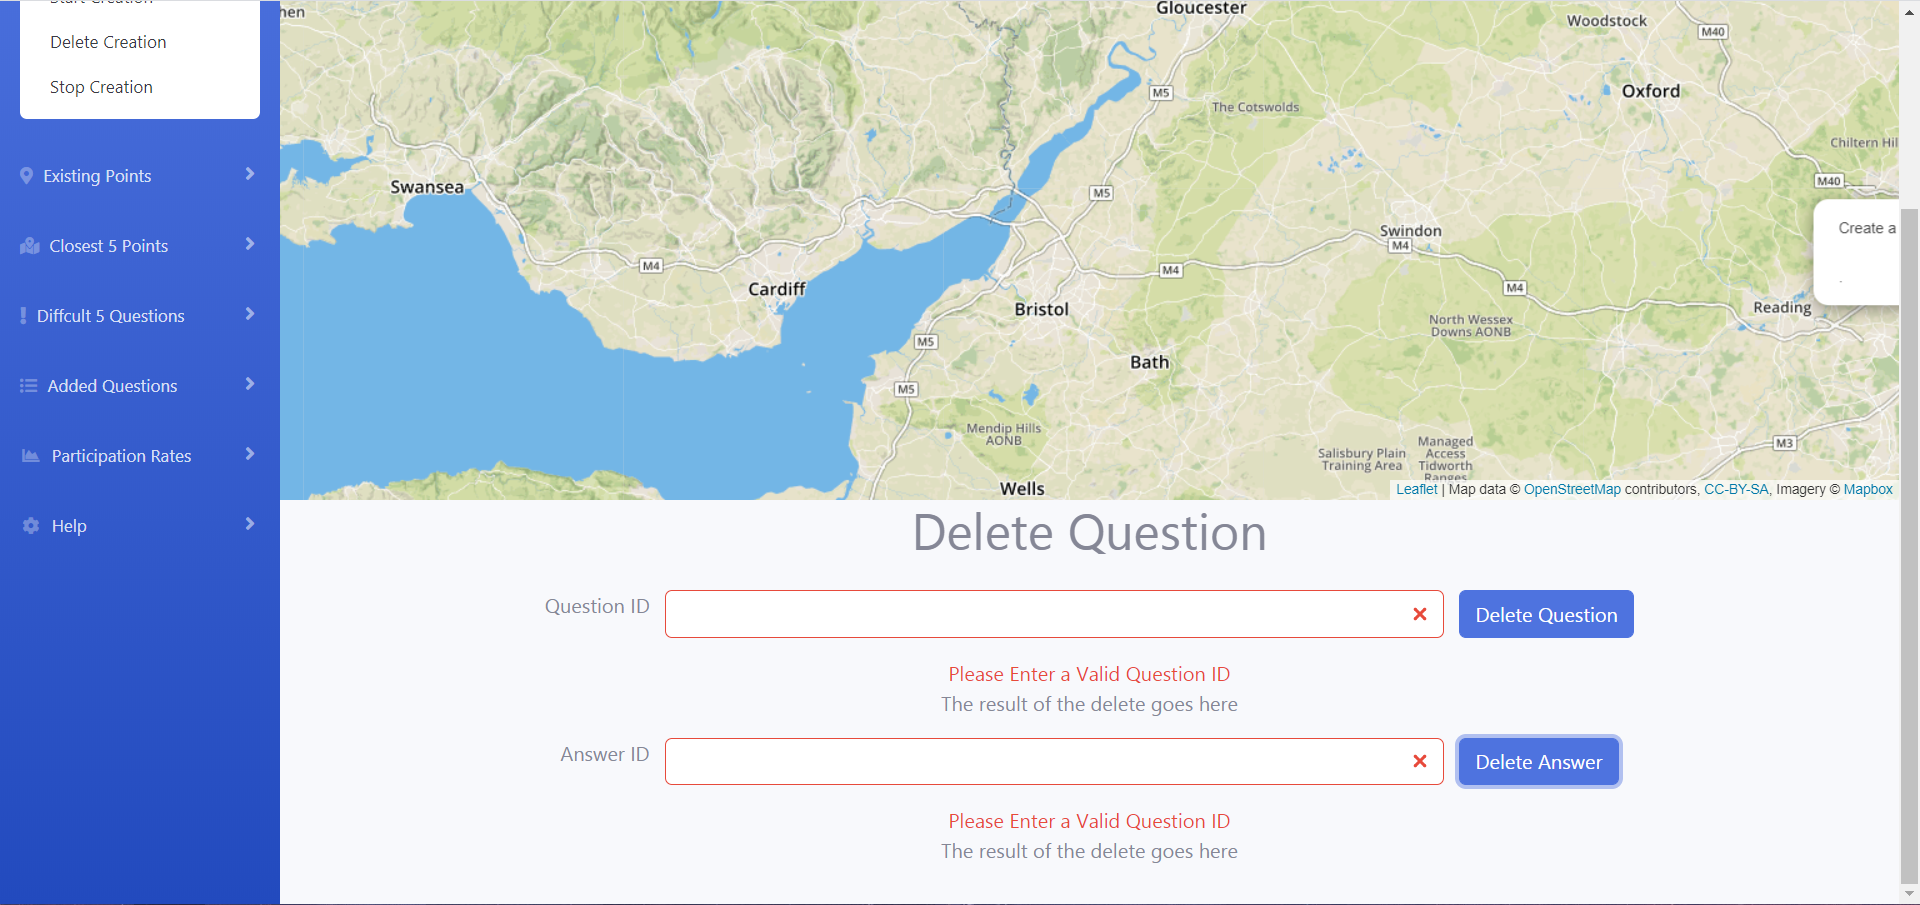 Start Creation
Delete Creation
Stop Creation
Existing Points
Closest 5 Points
Diffcult 5 Questions
Added Questions
Participation Rates
Help
hen
Gloucester
Woodstock
M40
Oxford
M5
The Cotswolds
Chiltern Hil
M40
Swansea
M5
Create a
Swindon
M4
M4
M4
Cardiff
M4
Bristol
Reading
North Wessex
Downs AONB
M5
Bath
M5
Mendip Hills
AONB
M3
Salisbury Plain
Training Area
Managed
Access
Tidworth
Ranges
Wells
Leaflet | Map data © OpenStreetMap contributors, CC-BY-SA, Imagery © Mapbox
Delete Question
Question ID
Delete Question
Please Enter a Valid Question ID
The result of the delete goes here
Answer ID
Delete Answer
Please Enter a Valid Question ID
The result of the delete goes here